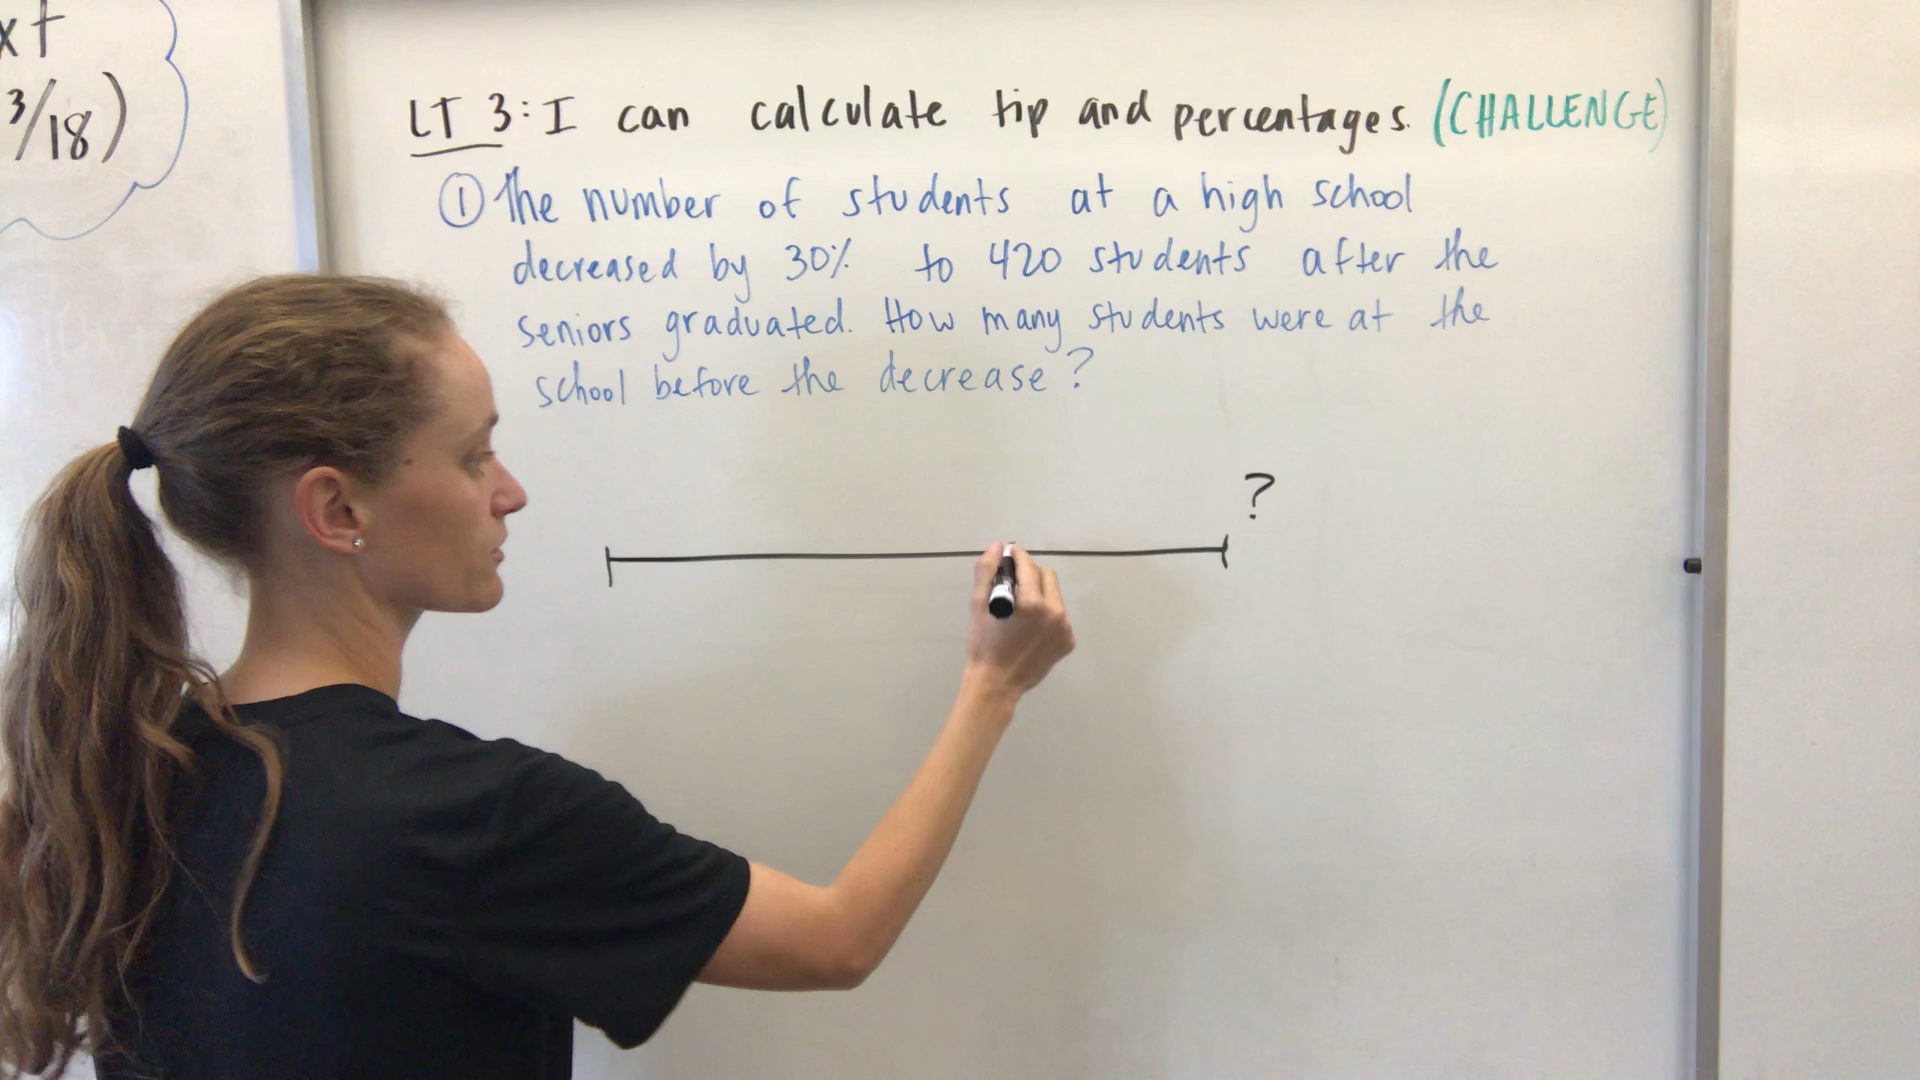 xt
3/18)
LT 3: I can calculate tip and percentages. (CHALLENGE)
① The number of students at a high school
decreased by 30% to 420 students after the
seniors graduated. How many students were at the
school before the decrease?
?